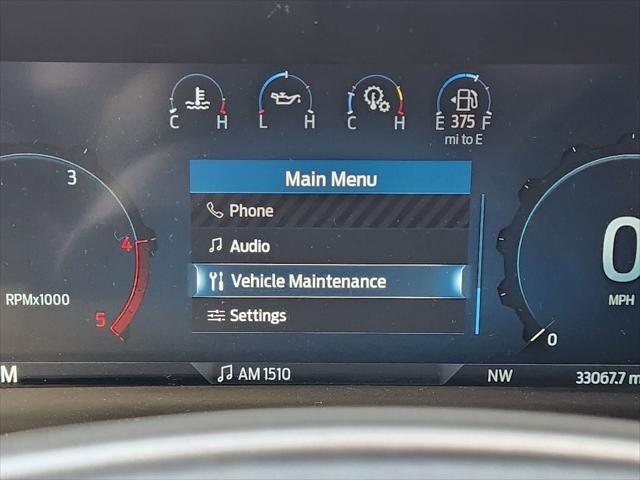 C H L H C H E 375 F
mi to E
Main Menu
Phone
Audio
Vehicle Maintenance
Settings
3
4
5
RPMx1000
0
MPH
0
M AM 1510 NW 33067.7 m